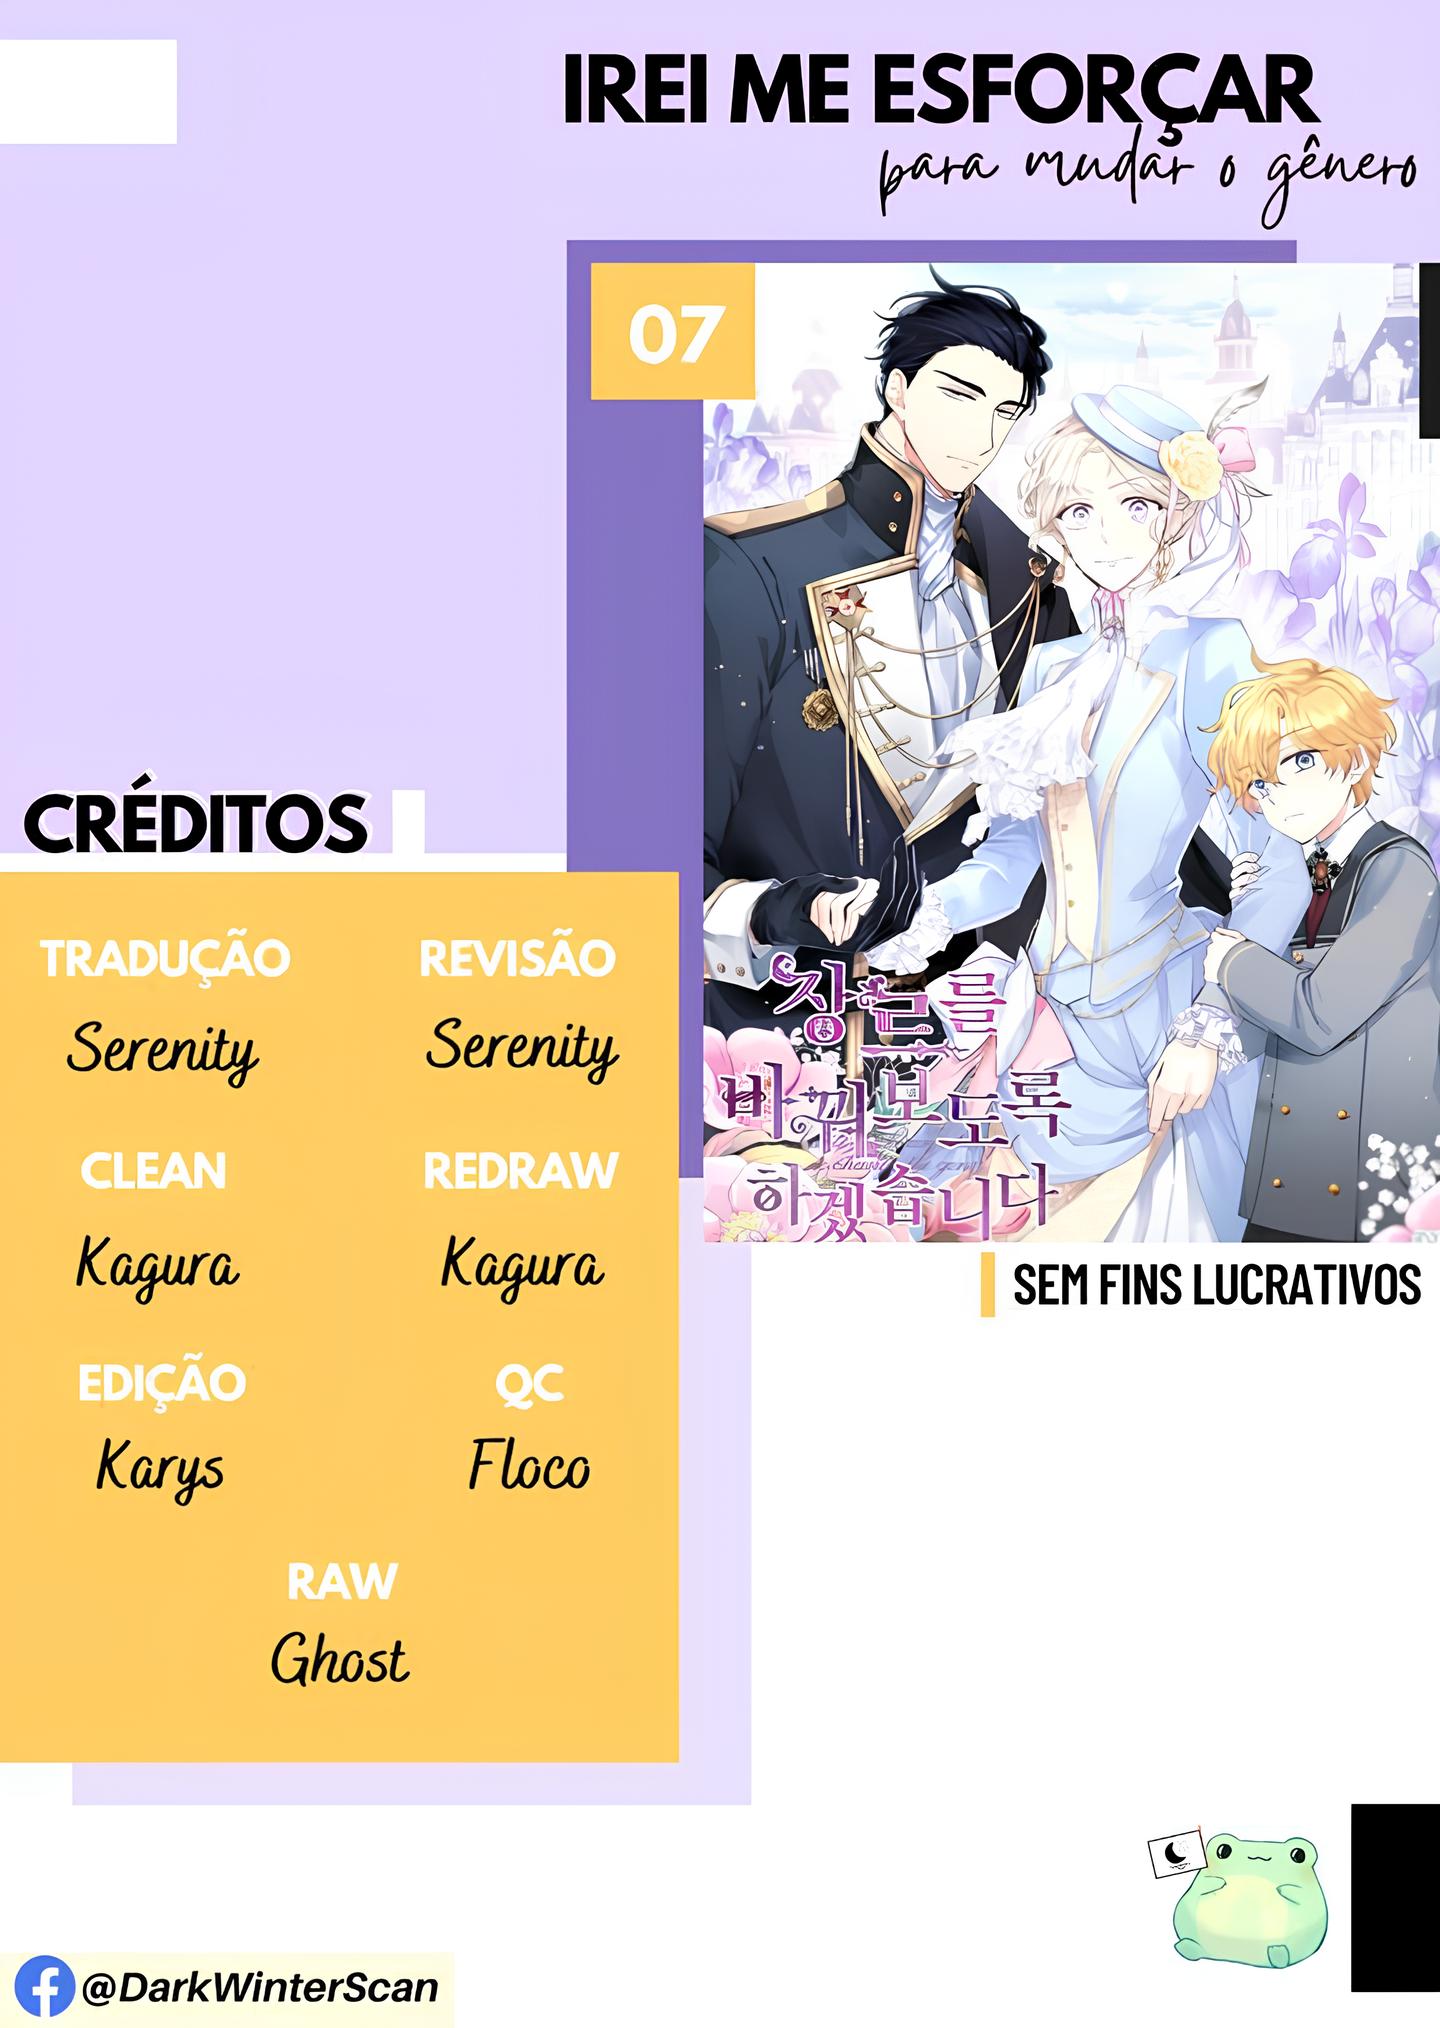 IREI ME ESFORÇAR
para mudar o gênero
07
장르를
바꿔보도록
하겠습니다
SEM FINS LUCRATIVOS
CRÉDITOS
TRADUÇÃO
Serenity
REVISÃO
Serenity
CLEAN
Kagura
REDRAW
Kagura
EDIÇÃO
Karys
QC
Floco
RAW
Ghost
@DarkWinterScan